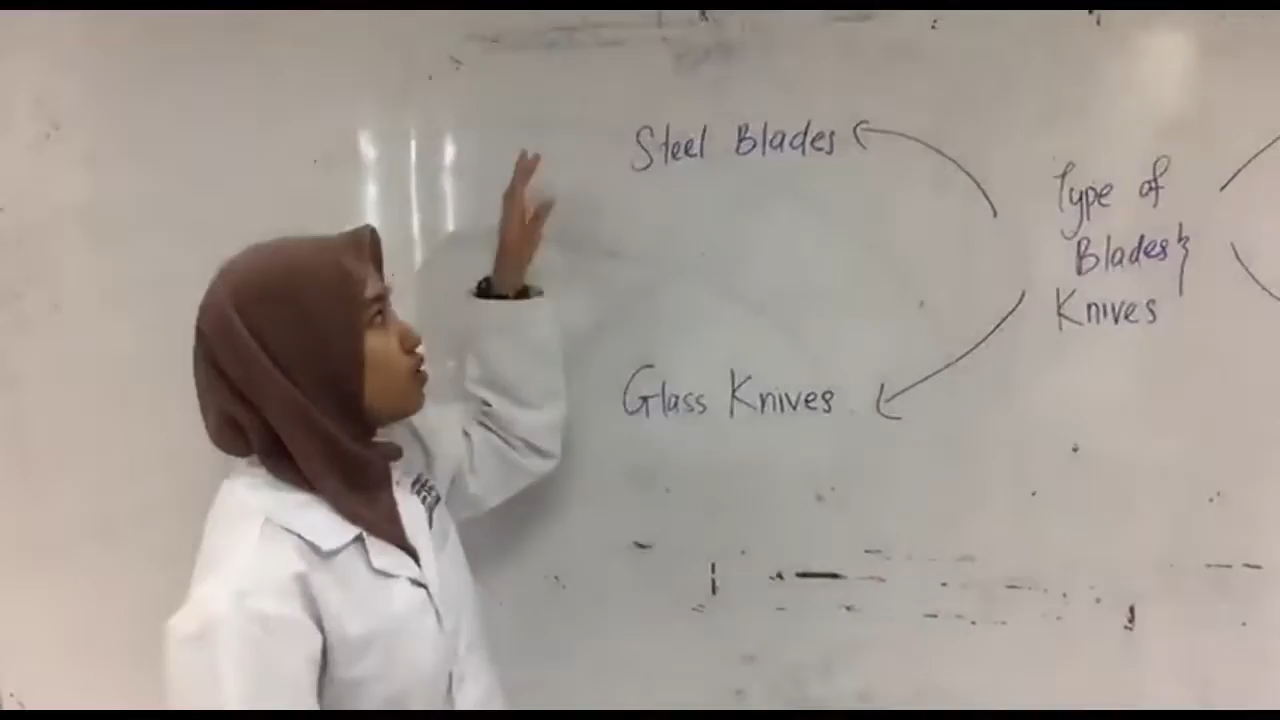 Steel Blades
Type of
Blades
Knives
Glass Knives